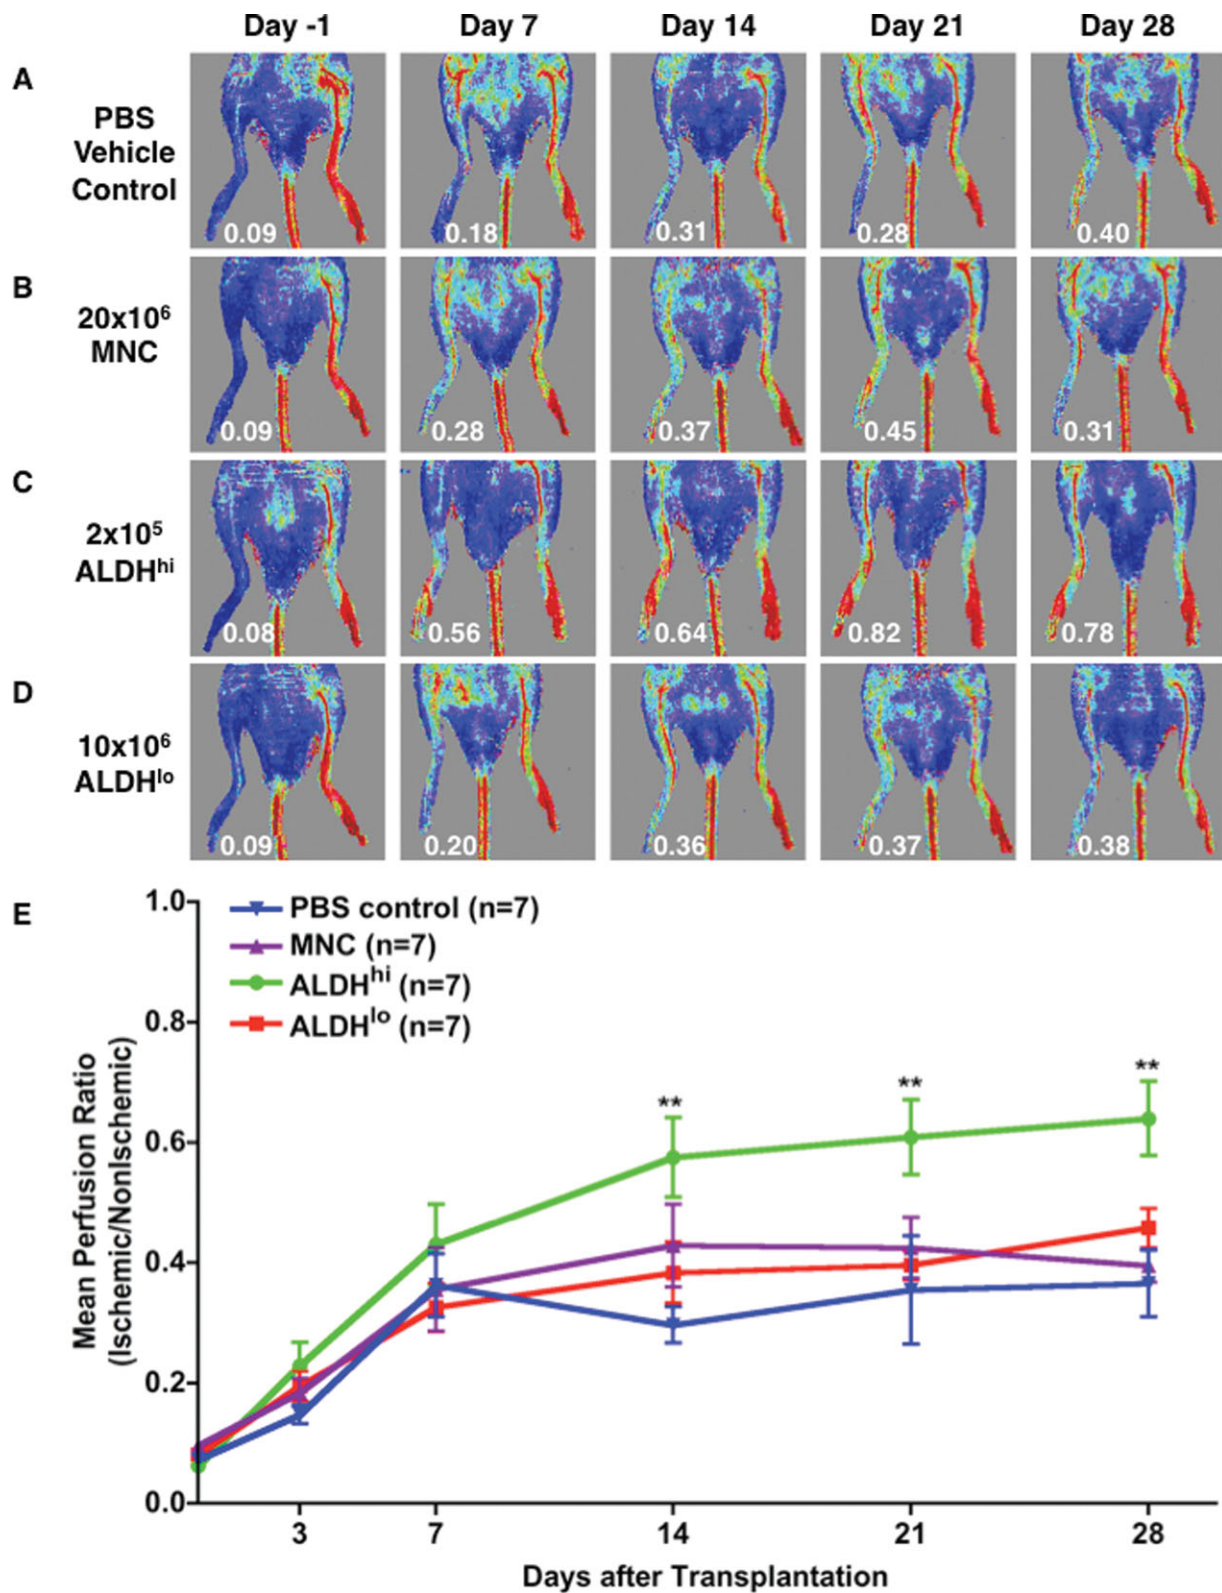 Day -1 Day 7 Day 14 Day 21 Day 28
A
PBS
Vehicle
Control
0.09 0.18 0.31 0.28 0.40
B
20x10⁶
MNC
0.09 0.28 0.37 0.45 0.31
C
2x10⁵
ALDHʰⁱ
0.08 0.56 0.64 0.82 0.78
D
10x10⁶
ALDHˡᵒ
0.09 0.20 0.36 0.37 0.38
E
PBS control (n=7)
MNC (n=7)
ALDHʰⁱ (n=7)
ALDHˡᵒ (n=7)
1.0
0.8
0.6
0.4
0.2
0.0
Mean Perfusion Ratio
(Ischemic/NonIschemic)
** ** **
3 7 14 21 28
Days after Transplantation